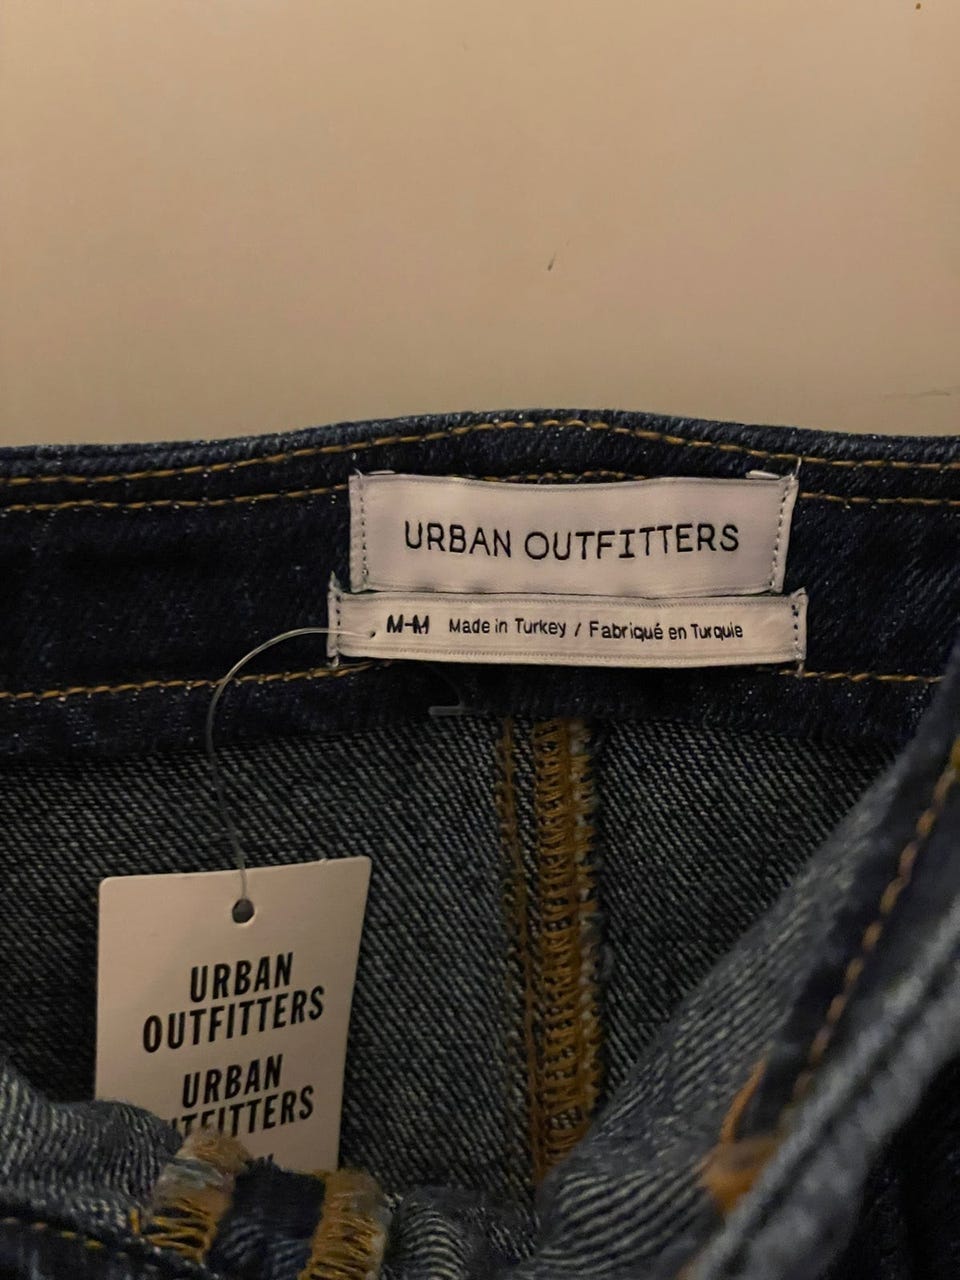 URBAN OUTFITTERS
M-M Made in Turkey / Fabriqué en Turquie
URBAN
OUTFITTERS
URBAN